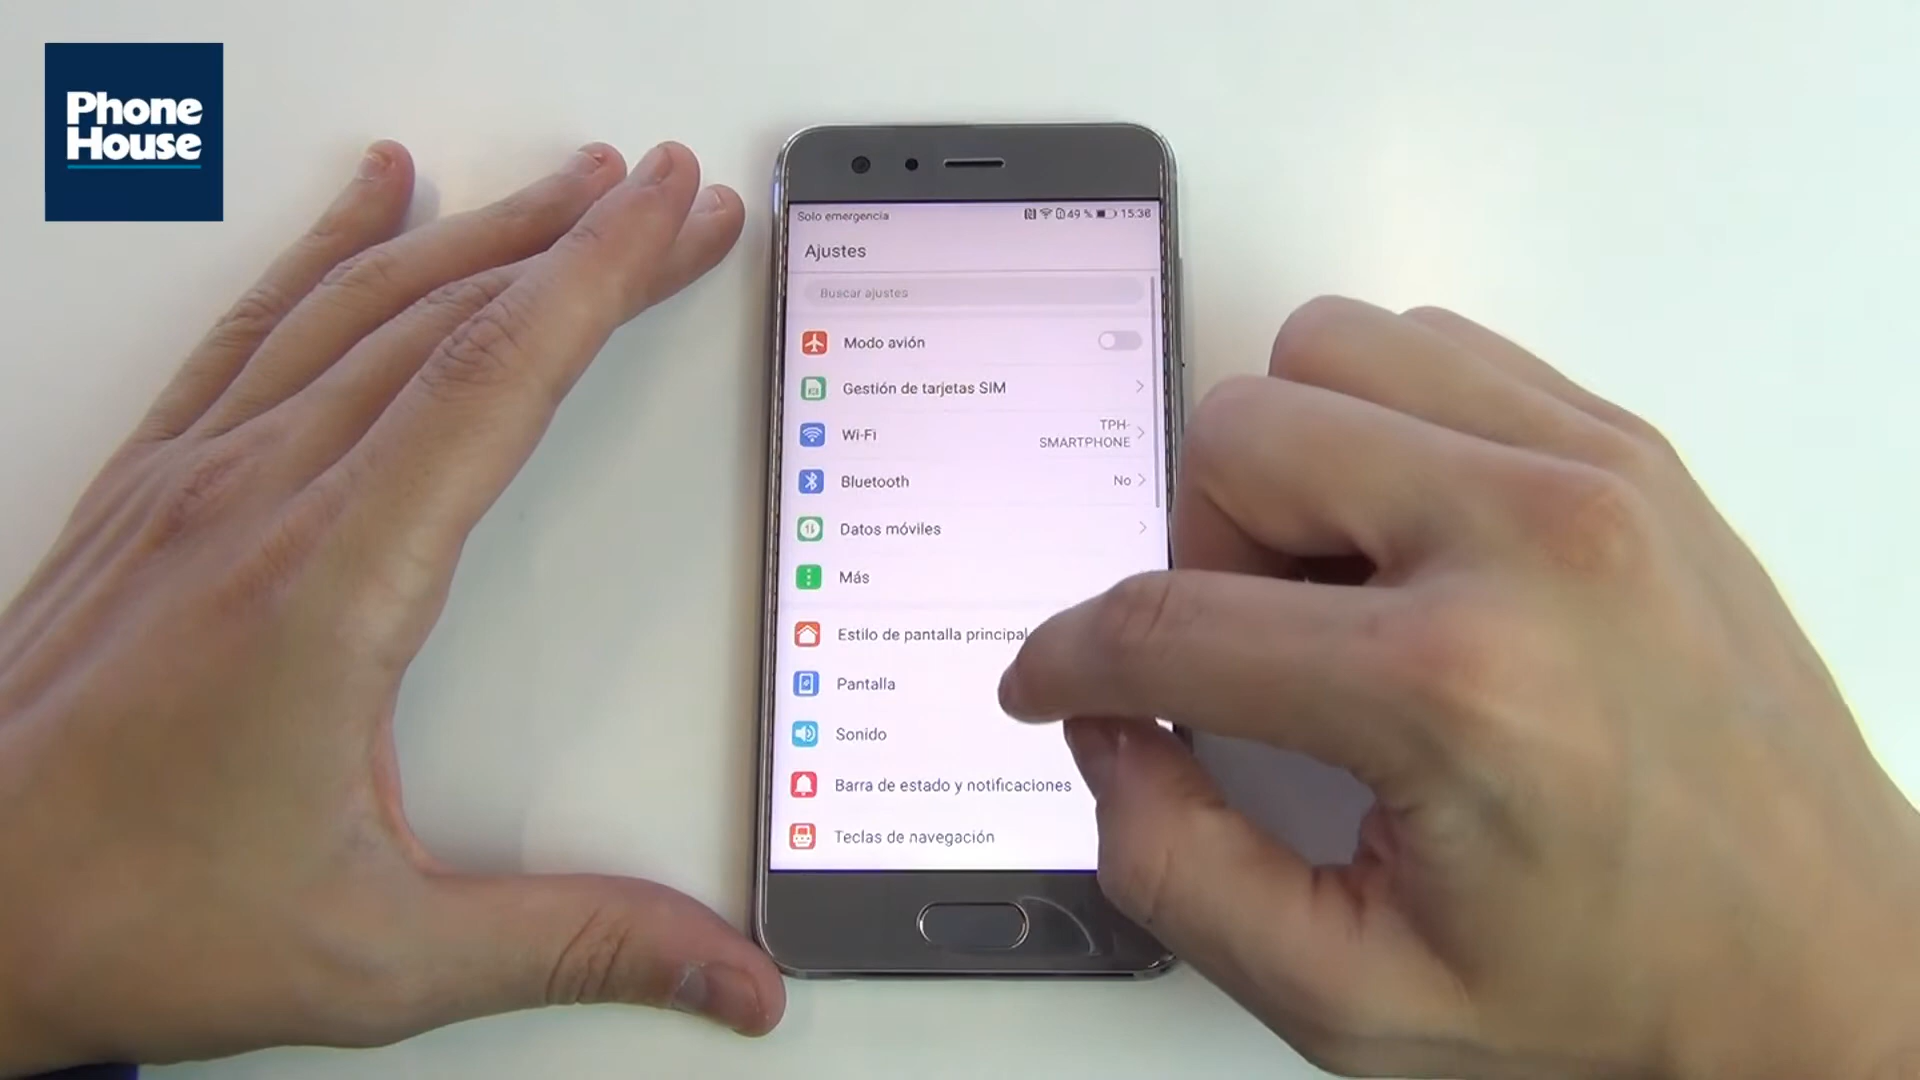 Phone
House
Solo emergencia
49 % 15:38
Ajustes
Buscar ajustes
Modo avión
Gestión de tarjetas SIM
Wi-Fi
TPH-
SMARTPHONE
Bluetooth
No
Datos móviles
Más
Estilo de pantalla principal
Pantalla
Sonido
Barra de estado y notificaciones
Teclas de navegación